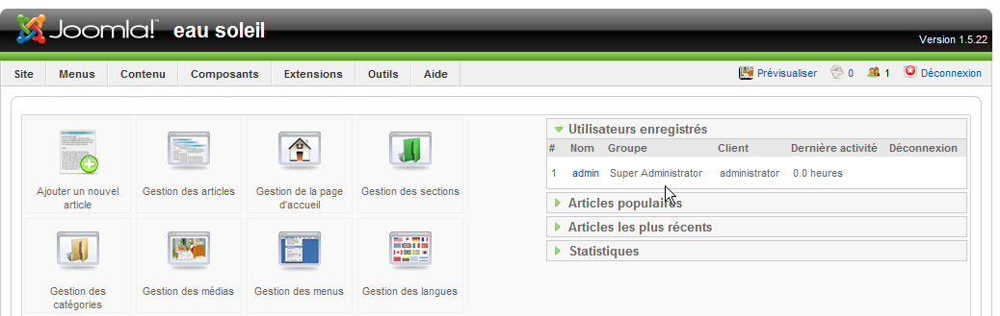 Joomla! eau soleil
Version 1.5.22
Site Menus Contenu Composants Extensions Outils Aide Prévisualiser 0 1 Déconnexion
Ajouter un nouvel article
Gestion des articles
Gestion de la page d'accueil
Gestion des sections
Gestion des catégories
Gestion des médias
Gestion des menus
Gestion des langues
Utilisateurs enregistrés
# Nom Groupe Client Dernière activité Déconnexion
1 admin Super Administrator administrator 0.0 heures
Articles populaires
Articles les plus récents
Statistiques